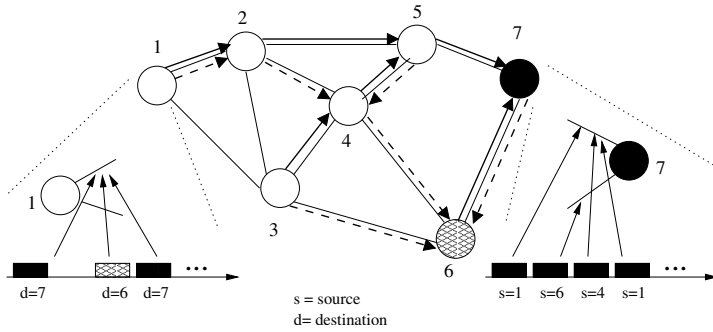 5
2
7
1
4
1
7
3
6
...
...
d=7 d=6 d=7
s=1 s=6 s=4 s=1
s = source
d= destination